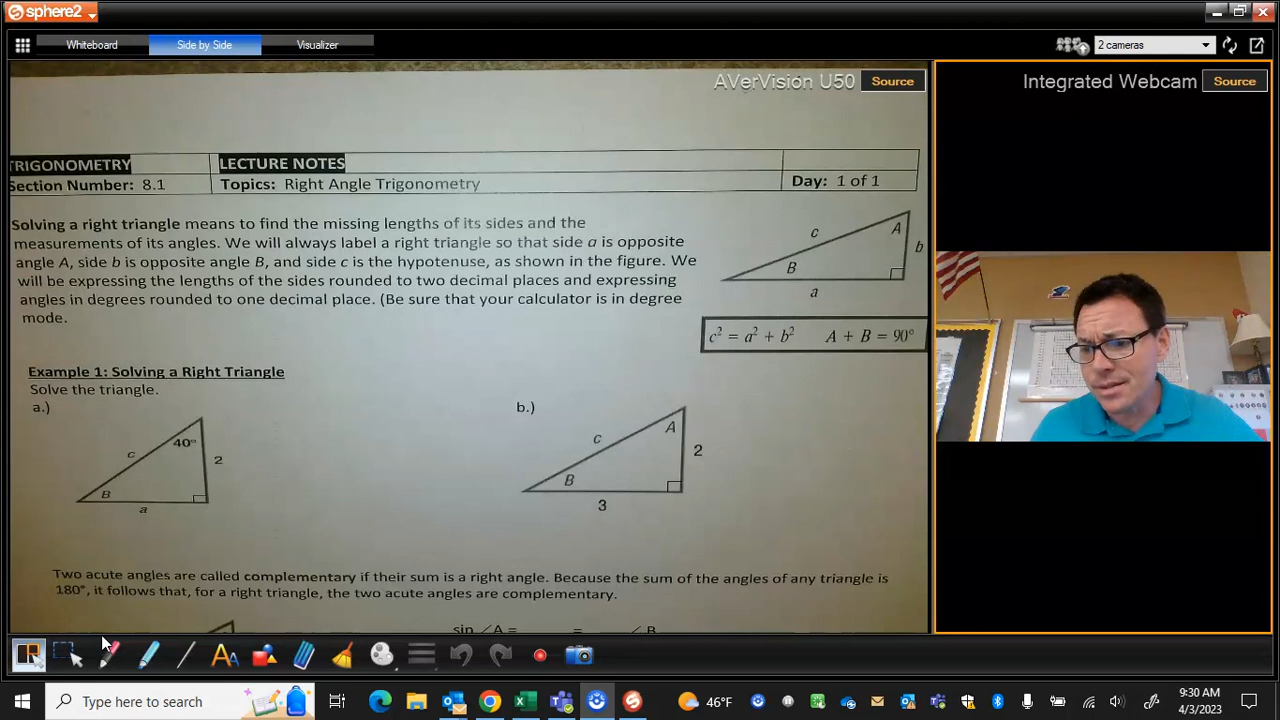 sphere2
Whiteboard
Side by Side
Visualizer
2 cameras
AVerVision U50
Source
Integrated Webcam
Source
TRIGONOMETRY
LECTURE NOTES
Section Number: 8.1
Topics: Right Angle Trigonometry
Day: 1 of 1
Solving a right triangle means to find the missing lengths of its sides and the
measurements of its angles. We will always label a right triangle so that side a is opposite
angle A, side b is opposite angle B, and side c is the hypotenuse, as shown in the figure. We
will be expressing the lengths of the sides rounded to two decimal places and expressing
angles in degrees rounded to one decimal place. (Be sure that your calculator is in degree
mode.
c
A
b
B
a
c² = a² + b² A + B = 90°
Example 1: Solving a Right Triangle
Solve the triangle.
a.)
40°
c
2
B
a
b.)
c
A
2
B
3
Two acute angles are called complementary if their sum is a right angle. Because the sum of the angles of any triangle is
180°, it follows that, for a right triangle, the two acute angles are complementary.
sin ∠A = = ∠B
Type here to search
46°F
9:30 AM
4/3/2023